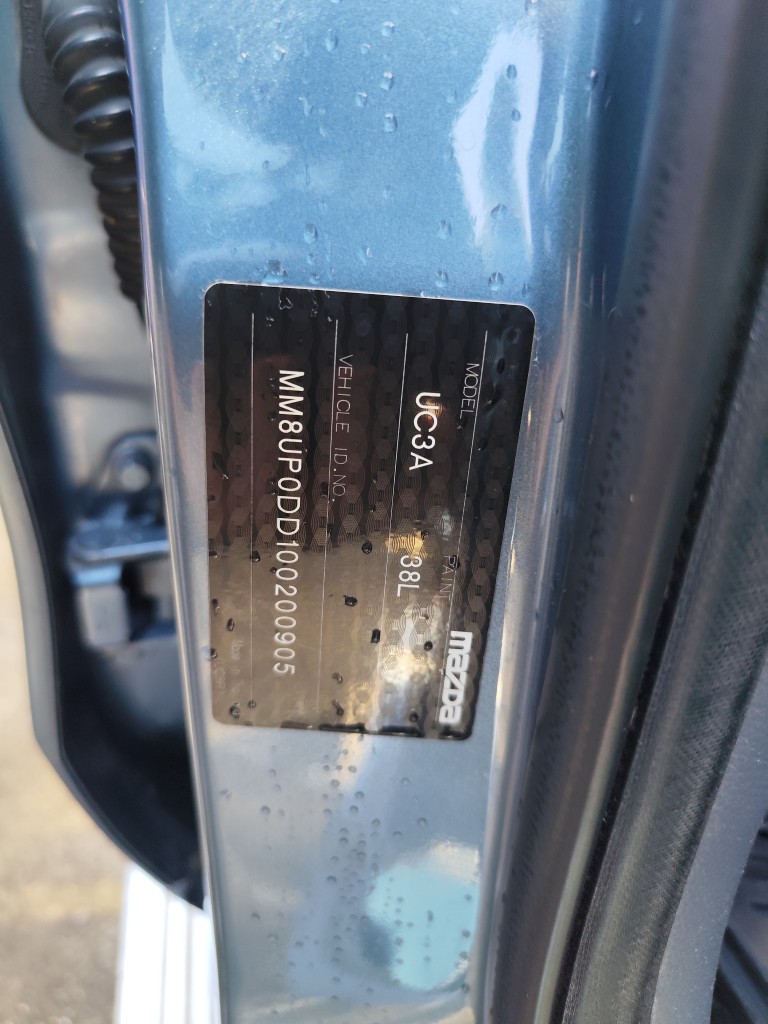 MODEL
UC3A
PAINT
38L
mazda
VEHICLE ID.NO.
MM8UP0DD100200905